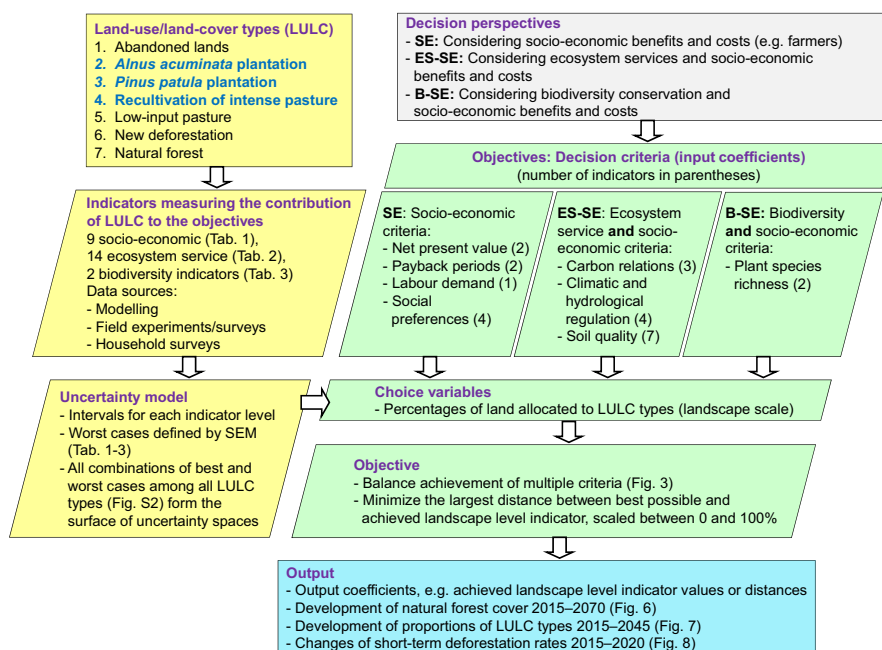 Land-use/land-cover types (LULC)
1. Abandoned lands
2. Alnus acuminata plantation
3. Pinus patula plantation
4. Recultivation of intense pasture
5. Low-input pasture
6. New deforestation
7. Natural forest
Decision perspectives
- SE: Considering socio-economic benefits and costs (e.g. farmers)
- ES-SE: Considering ecosystem services and socio-economic
benefits and costs
- B-SE: Considering biodiversity conservation and
socio-economic benefits and costs
Objectives: Decision criteria (input coefficients)
(number of indicators in parentheses)
Indicators measuring the contribution
of LULC to the objectives
9 socio-economic (Tab. 1),
14 ecosystem service (Tab. 2),
2 biodiversity indicators (Tab. 3)
Data sources:
- Modelling
- Field experiments/surveys
- Household surveys
SE: Socio-economic
criteria:
- Net present value (2)
- Payback periods (2)
- Labour demand (1)
- Social
preferences (4)
ES-SE: Ecosystem
service and socio-
economic criteria:
- Carbon relations (3)
- Climatic and
hydrological
regulation (4)
- Soil quality (7)
B-SE: Biodiversity
and socio-economic
criteria:
- Plant species
richness (2)
Uncertainty model
- Intervals for each indicator level
- Worst cases defined by SEM
(Tab. 1-3)
- All combinations of best and
worst cases among all LULC
types (Fig. S2) form the
surface of uncertainty spaces
Choice variables
- Percentages of land allocated to LULC types (landscape scale)
Objective
- Balance achievement of multiple criteria (Fig. 3)
- Minimize the largest distance between best possible and
achieved landscape level indicator, scaled between 0 and 100%
Output
- Output coefficients, e.g. achieved landscape level indicator values or distances
- Development of natural forest cover 2015–2070 (Fig. 6)
- Development of proportions of LULC types 2015–2045 (Fig. 7)
- Changes of short-term deforestation rates 2015–2020 (Fig. 8)